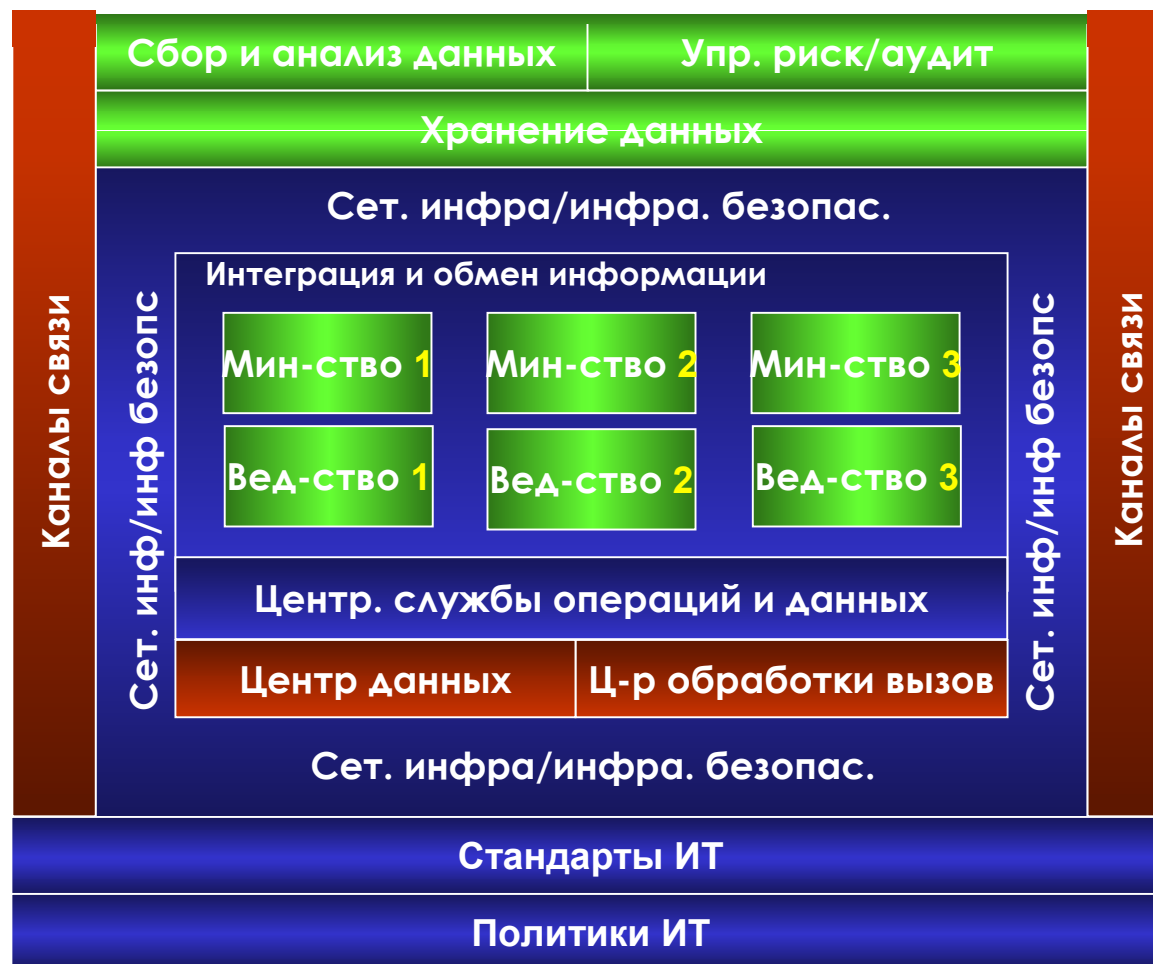 Сбор и анализ данных
Упр. риск/аудит
Хранение данных
Сет. инфра/инфра. безопас.
Каналы связи
Сет. инф/инф безопс
Интеграция и обмен информации
Мин-ство 1
Мин-ство 2
Мин-ство 3
Вед-ство 1
Вед-ство 2
Вед-ство 3
Центр. службы операций и данных
Центр данных
Ц-р обработки вызов
Сет. инф/инф безопс
Каналы связи
Сет. инфра/инфра. безопас.
Стандарты ИТ
Политики ИТ